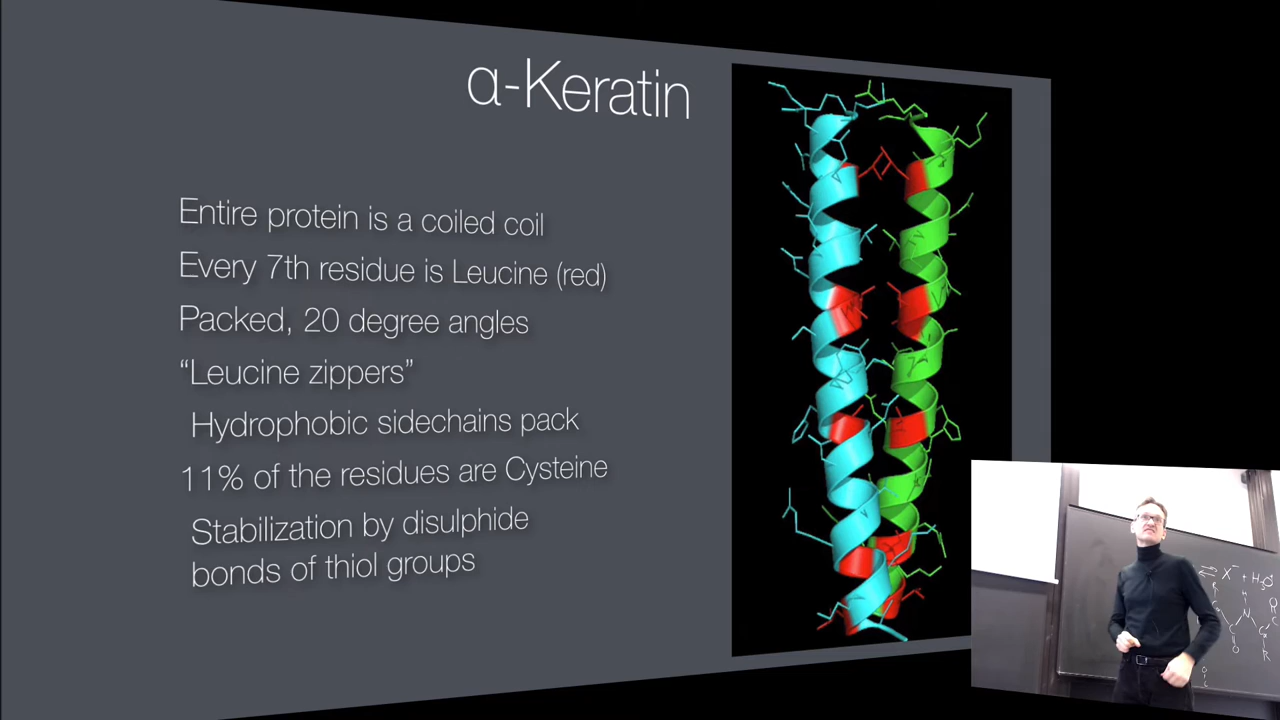 α-Keratin
Entire protein is a coiled coil
Every 7th residue is Leucine (red)
Packed, 20 degree angles
“Leucine zippers”
Hydrophobic sidechains pack
11% of the residues are Cysteine
Stabilization by disulphide
bonds of thiol groups
⇌ X⁻ + H₃O